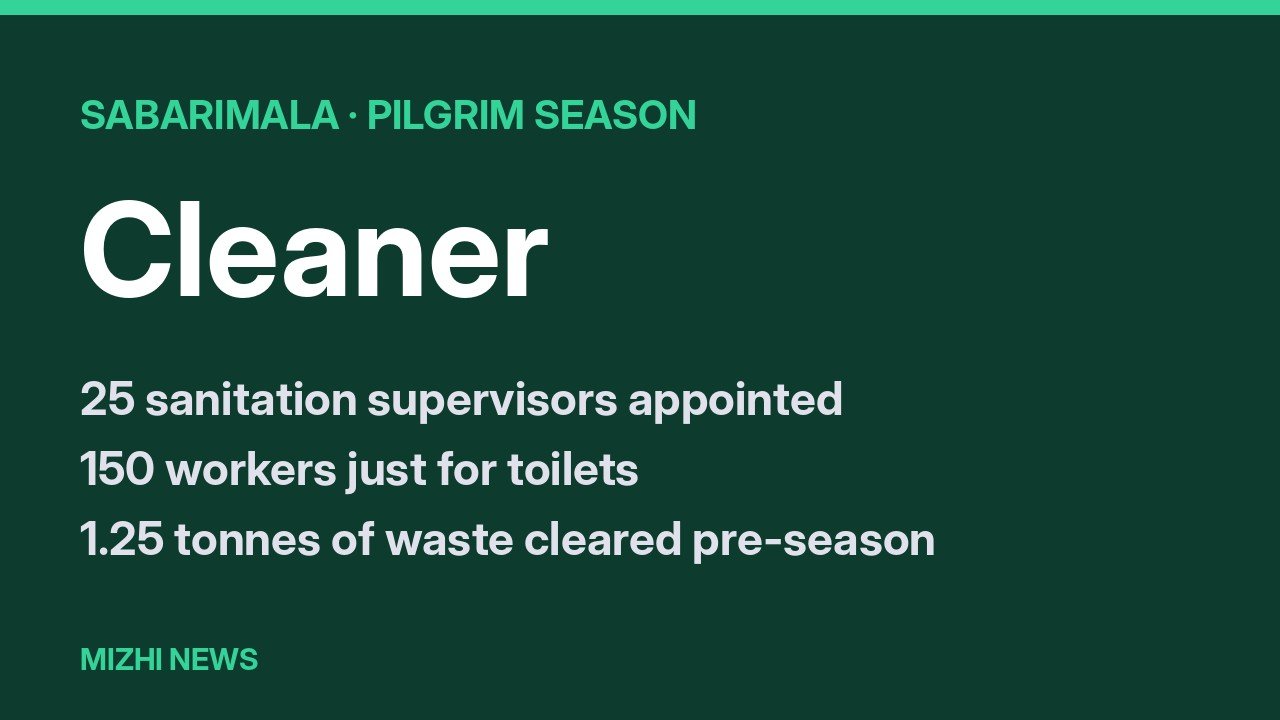 SABARIMALA · PILGRIM SEASON
Cleaner
25 sanitation supervisors appointed
150 workers just for toilets
1.25 tonnes of waste cleared pre-season
MIZHI NEWS